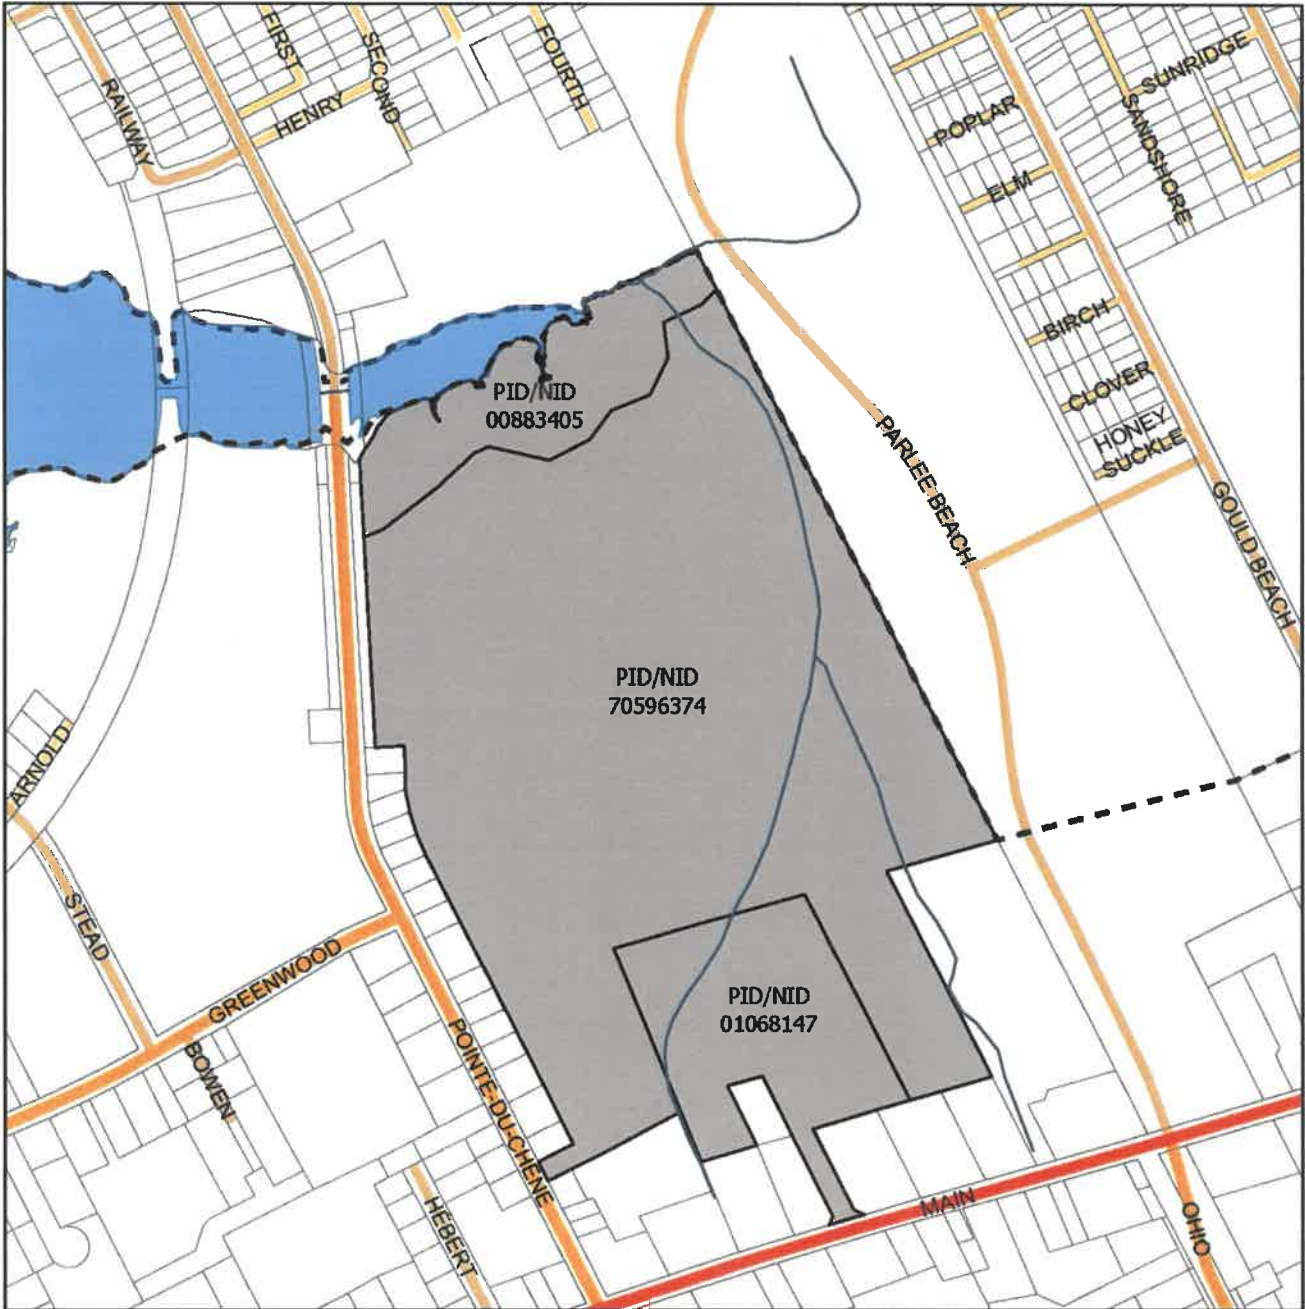 FIRST
SECOND
FOURTH
HENRY
RAILWAY
SUNRIDGE
SANDSHORE
POPLAR
ELM
BIRCH
CLOVER
HONEY
SUCKLE
PID/NID
00883405
PARLEE BEACH
GOULD BEACH
PID/NID
70596374
ARNOLD
STEAD
GREENWOOD
BOWEN
PID/NID
01068147
POINTE-DU-CHENE
HEBERT
MAIN
OHIO